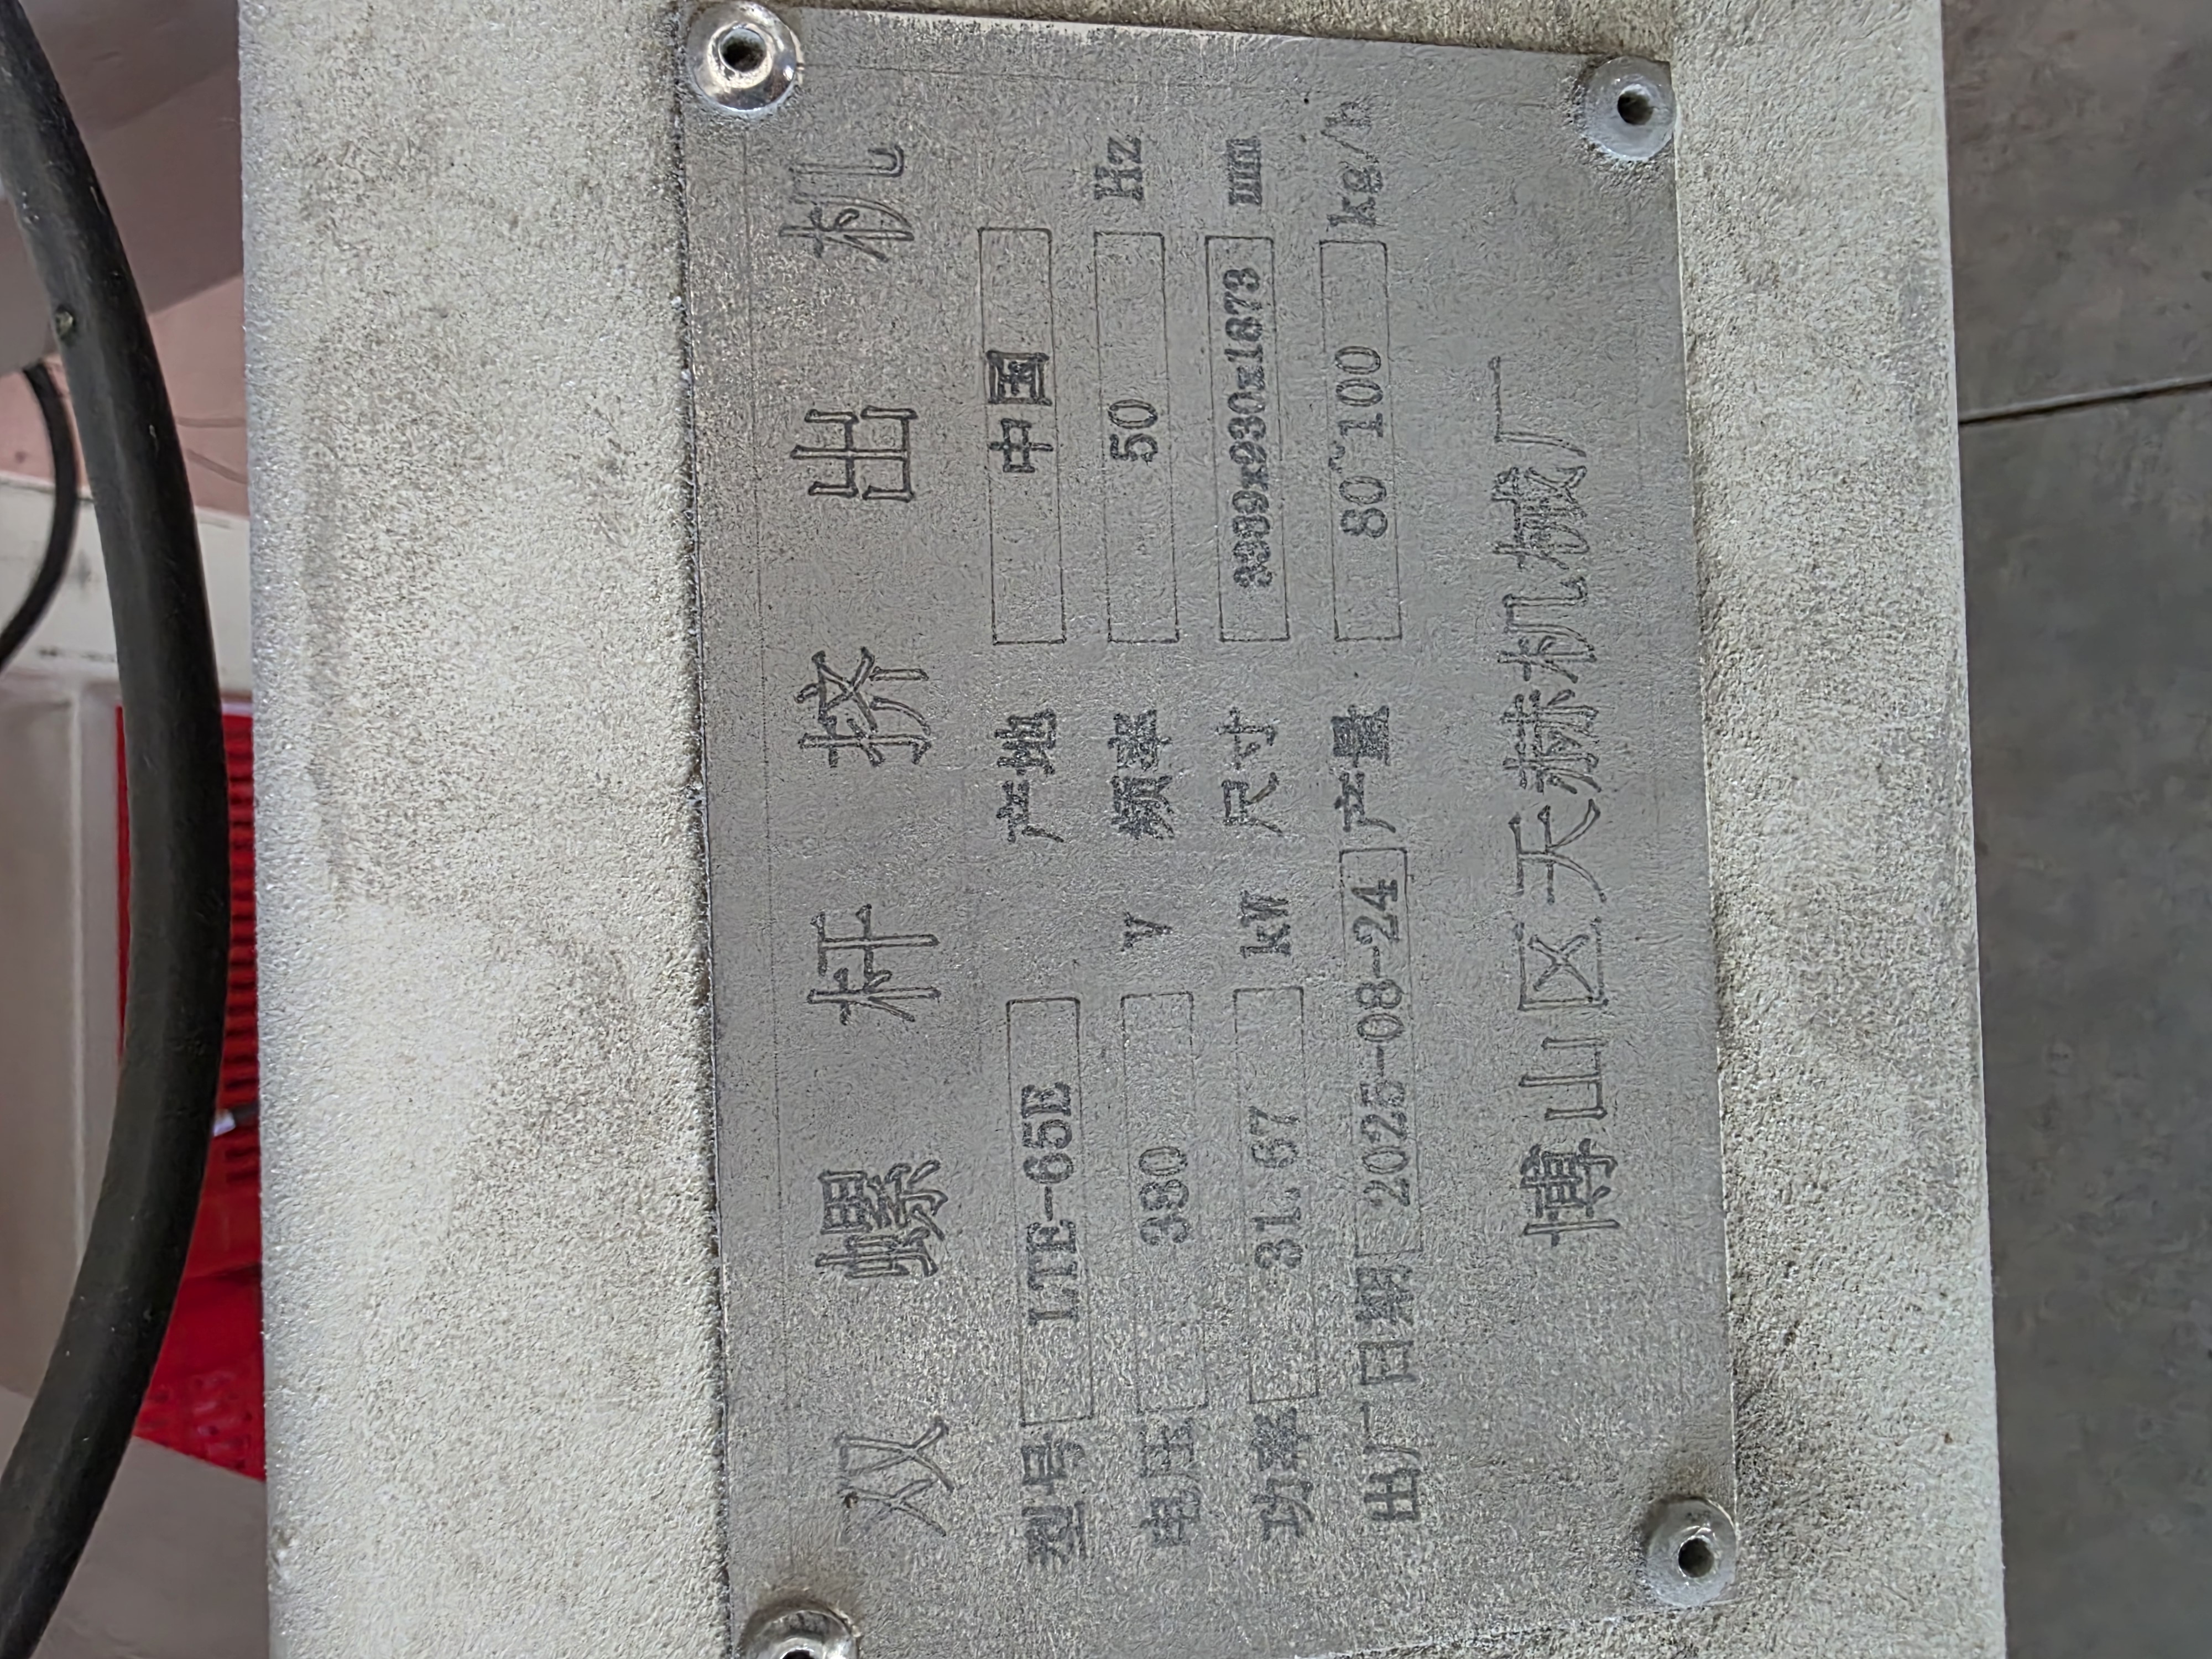 双螺杆挤出机
型号 LTE-65E 产地 中国
电压 380 V 频率 50 Hz
功率 31.67 kW 尺寸 mm
出厂日期 2025-08-24 产量 80~100 kg/h
博山区天赫机械厂